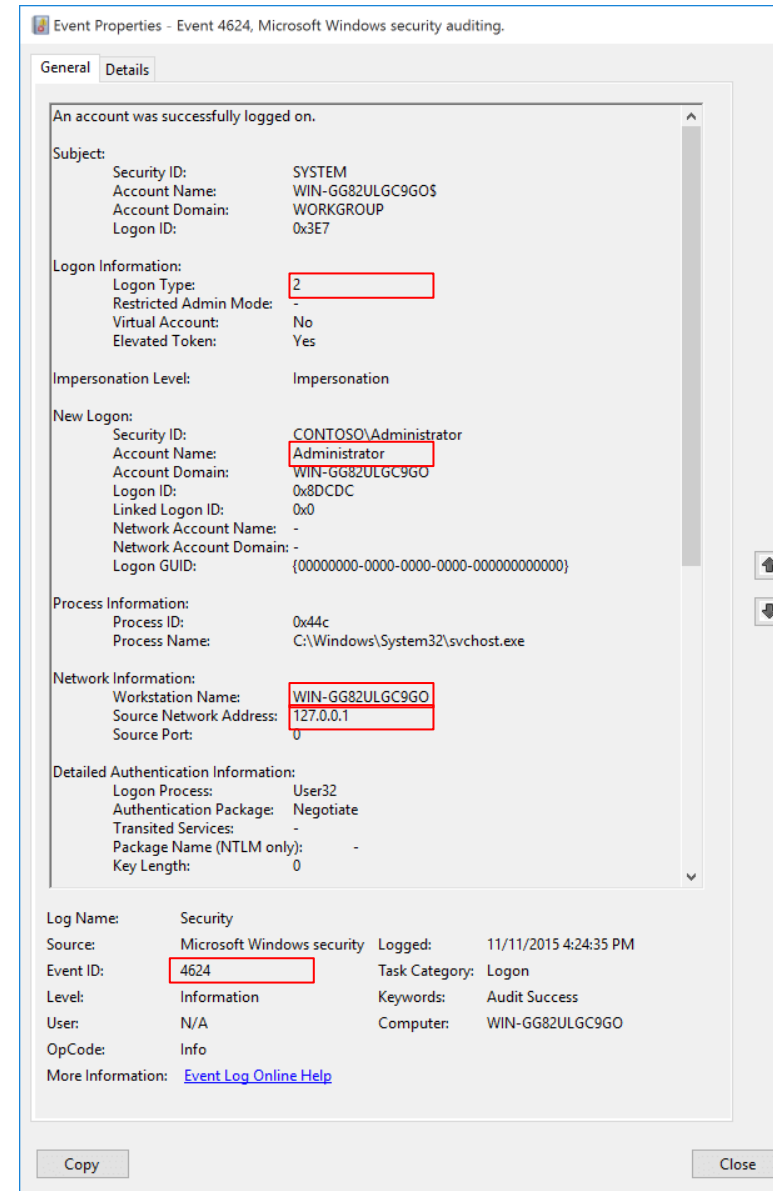 Event Properties - Event 4624, Microsoft Windows security auditing.
General Details
An account was successfully logged on.
Subject:
Security ID: SYSTEM
Account Name: WIN-GG82ULGC9GO$
Account Domain: WORKGROUP
Logon ID: 0x3E7
Logon Information:
Logon Type: 2
Restricted Admin Mode: -
Virtual Account: No
Elevated Token: Yes
Impersonation Level: Impersonation
New Logon:
Security ID: CONTOSO\Administrator
Account Name: Administrator
Account Domain: WIN-GG82ULGC9GO
Logon ID: 0x8DCDC
Linked Logon ID: 0x0
Network Account Name: -
Network Account Domain: -
Logon GUID: {00000000-0000-0000-0000-000000000000}
Process Information:
Process ID: 0x44c
Process Name: C:\Windows\System32\svchost.exe
Network Information:
Workstation Name: WIN-GG82ULGC9GO
Source Network Address: 127.0.0.1
Source Port: 0
Detailed Authentication Information:
Logon Process: User32
Authentication Package: Negotiate
Transited Services: -
Package Name (NTLM only): -
Key Length: 0
Log Name: Security
Source: Microsoft Windows security Logged: 11/11/2015 4:24:35 PM
Event ID: 4624 Task Category: Logon
Level: Information Keywords: Audit Success
User: N/A Computer: WIN-GG82ULGC9GO
OpCode: Info
More Information: Event Log Online Help
Copy Close